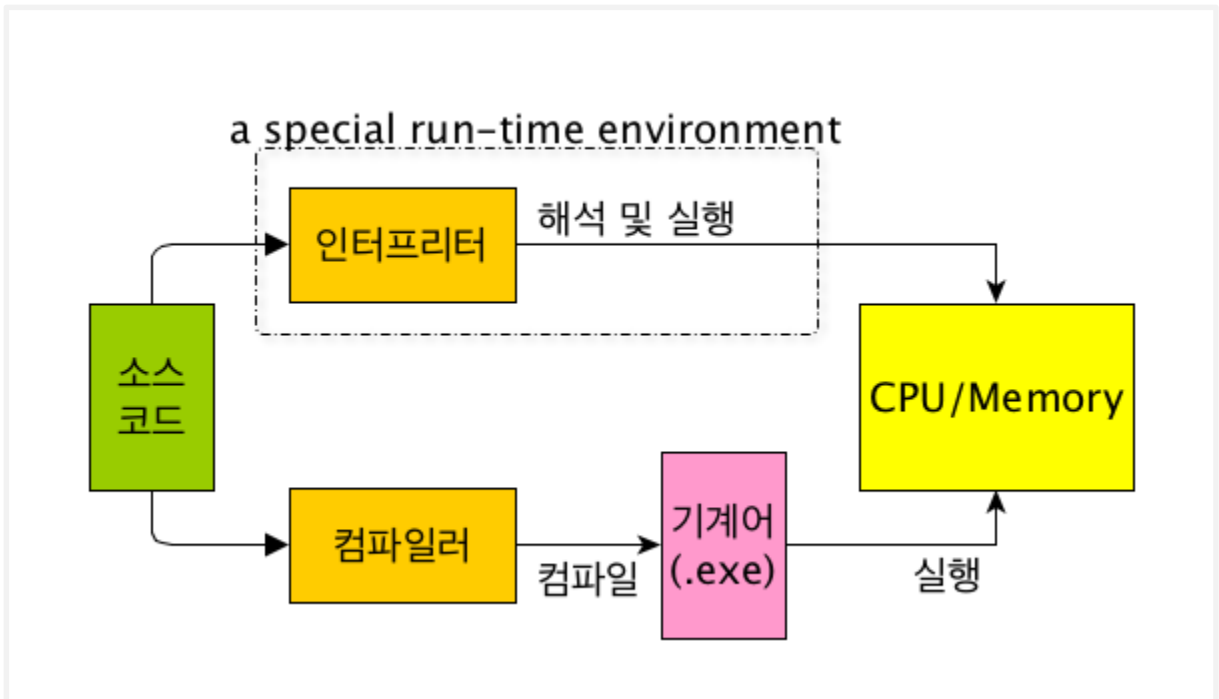 a special run-time environment
인터프리터
해석 및 실행
소스
코드
CPU/Memory
컴파일러
컴파일
기계어
(.exe)
실행